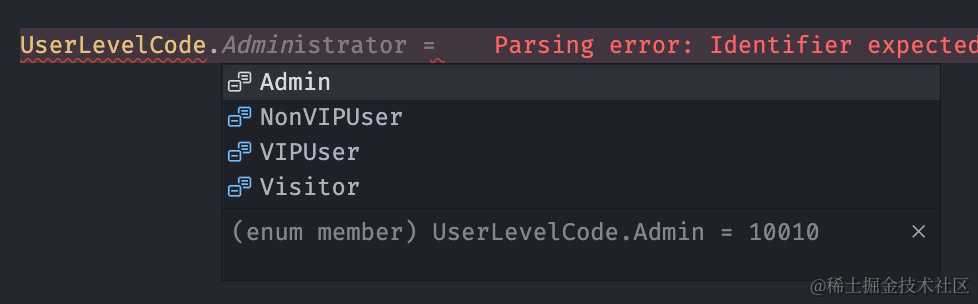 UserLevelCode.Administrator = Parsing error: Identifier expected
Admin
NonVIPUser
VIPUser
Visitor
(enum member) UserLevelCode.Admin = 10010
@稀土掘金技术社区